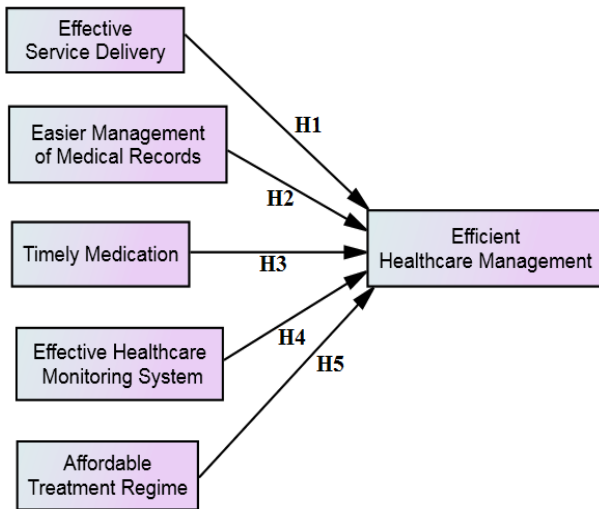 Effective
Service Delivery
H1
Easier Management
of Medical Records
H2
Efficient
Healthcare Management
Timely Medication
H3
Effective Healthcare
Monitoring System
H4
H5
Affordable
Treatment Regime